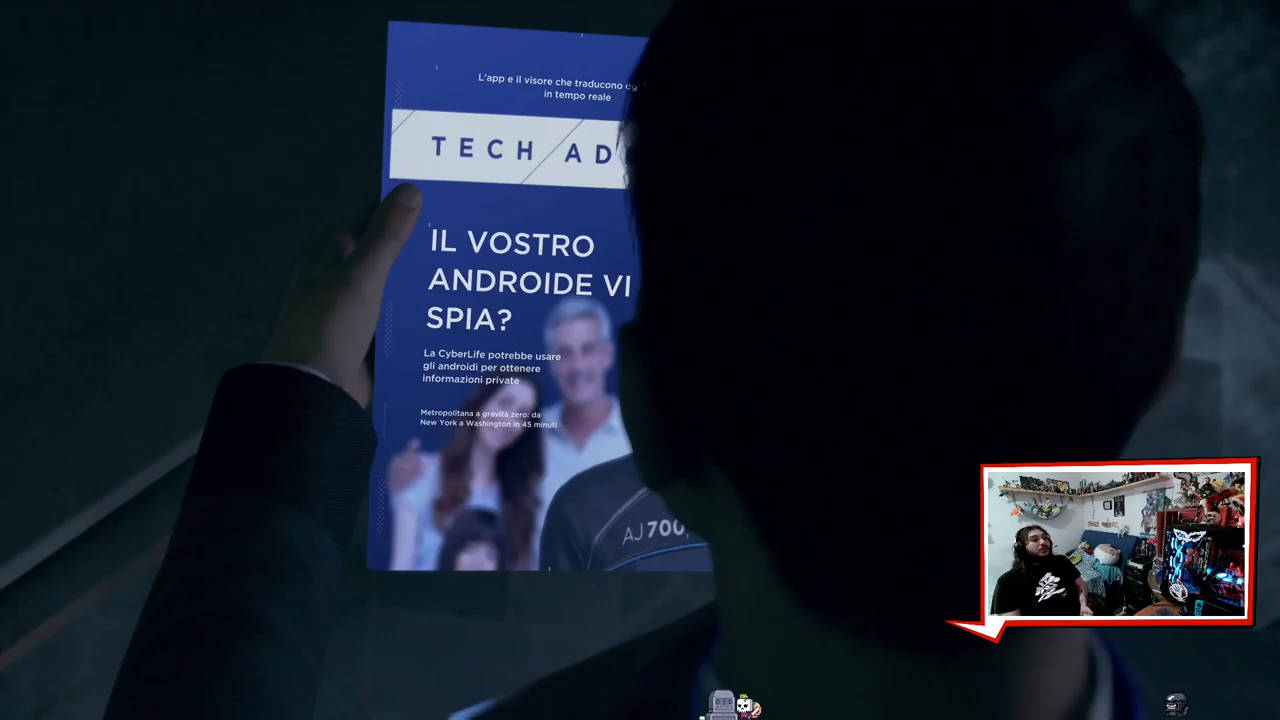 L'app e il visore che traducono
in tempo reale
TECH AD
IL VOSTRO
ANDROIDE VI
SPIA?
La CyberLife potrebbe usare
gli androidi per ottenere
informazioni private
Metropolitana a gravità zero: da
New York a Washington in 45 minuti
AJ700